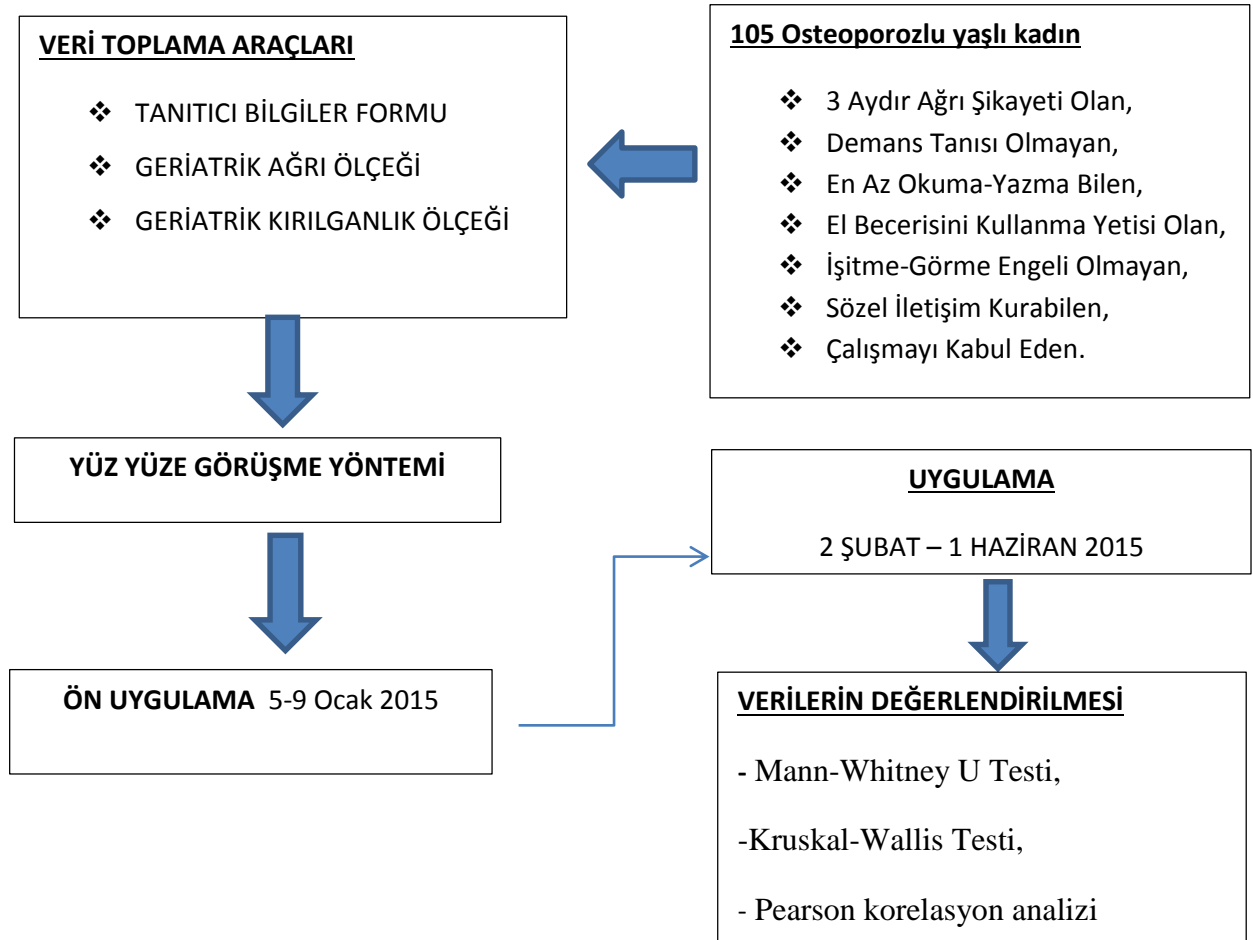 105 Osteoporozlu yaşlı kadın
❖ 3 Aydır Ağrı Şikayeti Olan,
❖ Demans Tanısı Olmayan,
❖ En Az Okuma-Yazma Bilen,
❖ El Becerisini Kullanma Yetisi Olan,
❖ İşitme-Görme Engeli Olmayan,
❖ Sözel İletişim Kurabilen,
❖ Çalışmayı Kabul Eden.
VERİ TOPLAMA ARAÇLARI
❖ TANITICI BİLGİLER FORMU
❖ GERİATRİK AĞRI ÖLÇEĞİ
❖ GERİATRİK KIRILGANLIK ÖLÇEĞİ
YÜZ YÜZE GÖRÜŞME YÖNTEMİ
ÖN UYGULAMA 5-9 Ocak 2015
UYGULAMA
2 ŞUBAT – 1 HAZİRAN 2015
VERİLERİN DEĞERLENDİRİLMESİ
- Mann-Whitney U Testi,
-Kruskal-Wallis Testi,
- Pearson korelasyon analizi